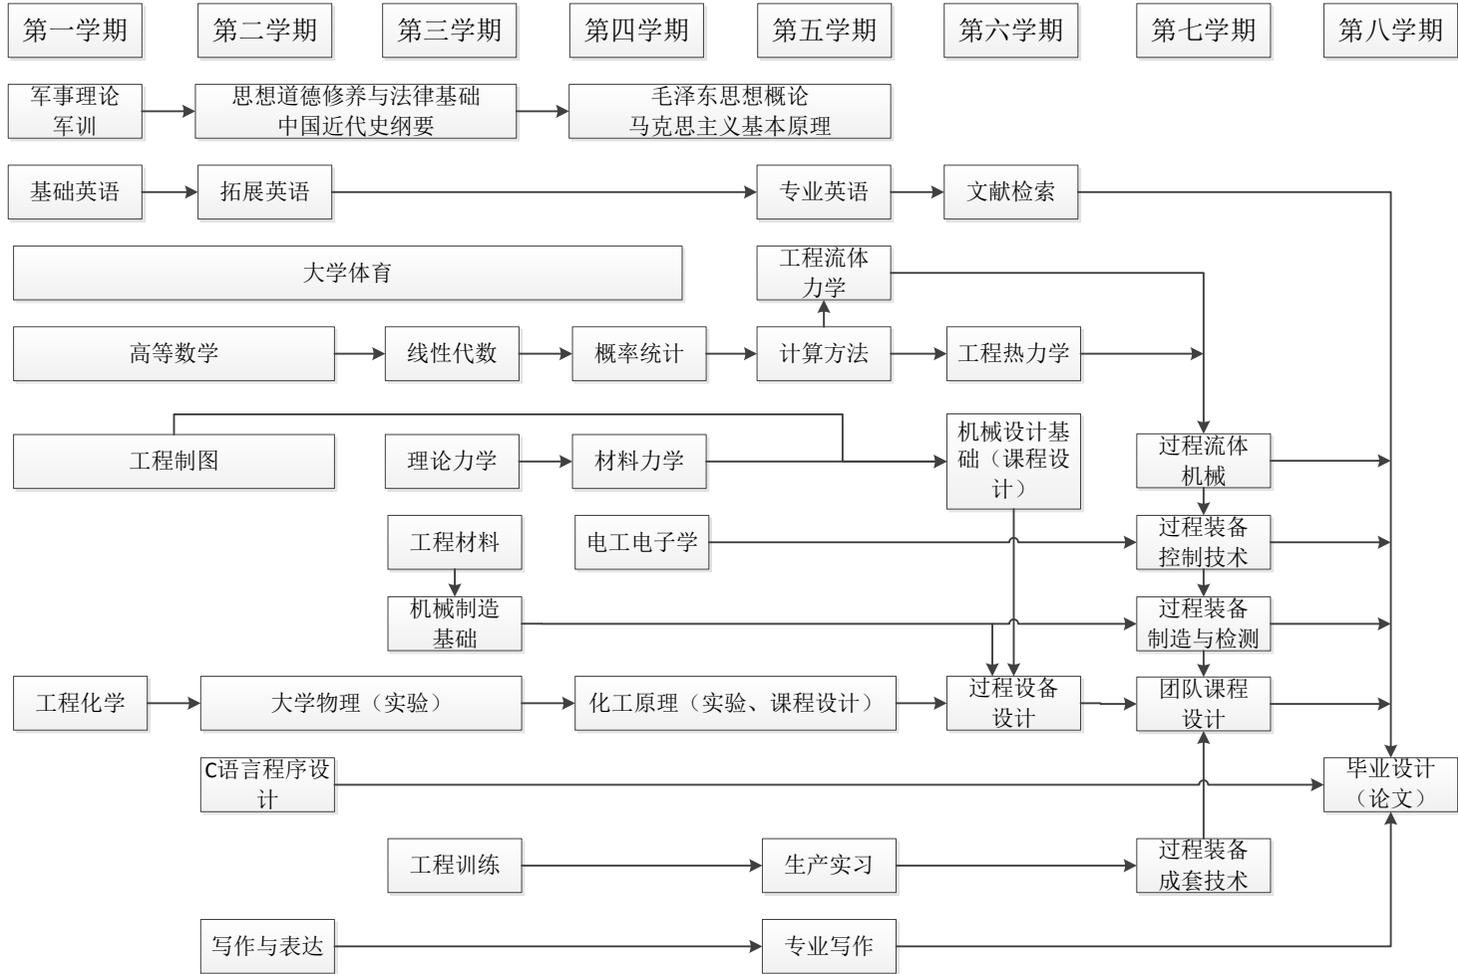 第一学期
第二学期
第三学期
第四学期
第五学期
第六学期
第七学期
第八学期
军事理论
军训
思想道德修养与法律基础
中国近代史纲要
毛泽东思想概论
马克思主义基本原理
基础英语
拓展英语
专业英语
文献检索
大学体育
工程流体
力学
高等数学
线性代数
概率统计
计算方法
工程热力学
工程制图
理论力学
材料力学
机械设计基
础（课程设
计）
过程流体
机械
工程材料
电工电子学
过程装备
控制技术
机械制造
基础
过程装备
制造与检测
工程化学
大学物理（实验）
化工原理（实验、课程设计）
过程设备
设计
团队课程
设计
C语言程序设
计
毕业设计
（论文）
工程训练
生产实习
过程装备
成套技术
写作与表达
专业写作